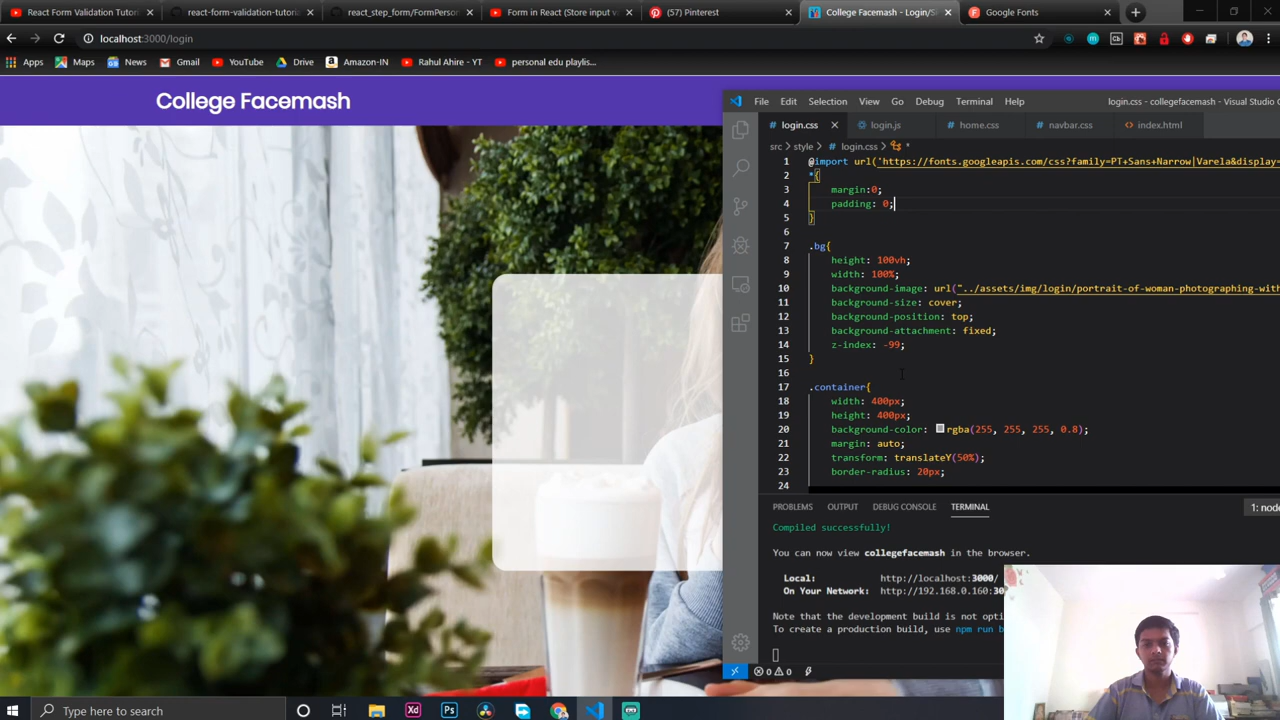 React Form Validation Tutori
react-form-validation-tutoria
react_step_form/FormPerson
Form in React (Store input v
(57) Pinterest
College Facemash - Login/Si
Google Fonts
localhost:3000/login
Apps
Maps
News
Gmail
YouTube
Drive
Amazon-IN
Rahul Ahire - YT
personal edu playlis...
College Facemash
File Edit Selection View Go Debug Terminal Help
login.css - collegefacemash - Visual Studio C
login.css
login.js
home.css
navbar.css
index.html
src > style > login.css > *
1 @import url('https://fonts.googleapis.com/css?family=PT+Sans+Narrow|Varela&display=
2 *{
3 margin:0;
4 padding: 0;
5 }
6
7 .bg{
8 height: 100vh;
9 width: 100%;
10 background-image: url("../assets/img/login/portrait-of-woman-photographing-with
11 background-size: cover;
12 background-position: top;
13 background-attachment: fixed;
14 z-index: -99;
15 }
16
17 .container{
18 width: 400px;
19 height: 400px;
20 background-color: rgba(255, 255, 255, 0.8);
21 margin: auto;
22 transform: translateY(50%);
23 border-radius: 20px;
24
PROBLEMS OUTPUT DEBUG CONSOLE TERMINAL
1: node
Compiled successfully!
You can now view collegefacemash in the browser.
Local: http://localhost:3000/
On Your Network: http://192.168.0.160:30
Note that the development build is not opti
To create a production build, use npm run b
0 0
Type here to search